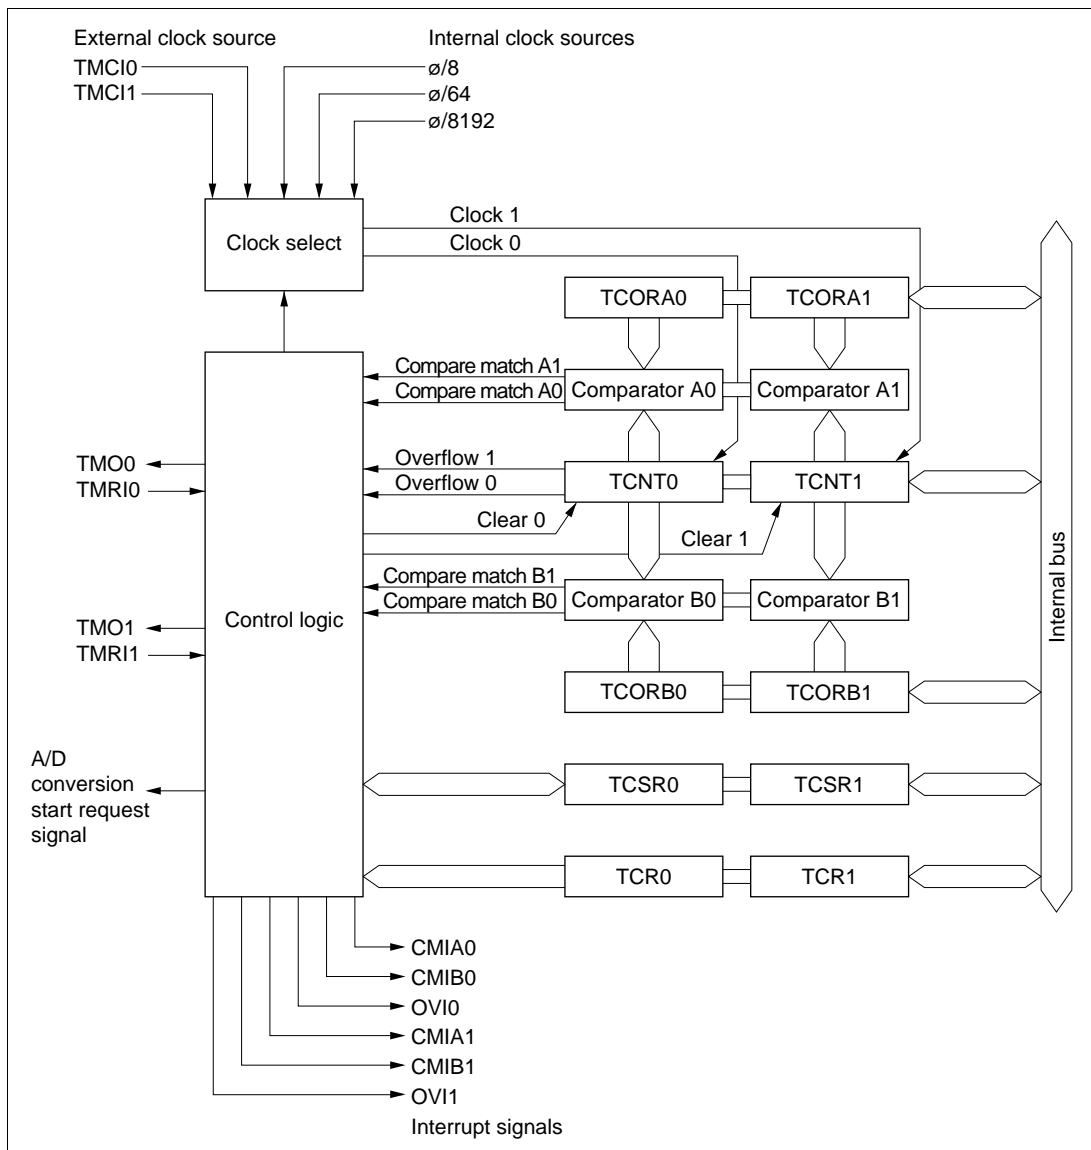 External clock source
Internal clock sources
TMCI0
ø/8
TMCI1
ø/64
ø/8192
Clock 1
Clock select
Clock 0
TCORA0
TCORA1
Compare match A1
Compare match A0
Comparator A0
Comparator A1
TMO0
Overflow 1
TMRI0
Overflow 0
TCNT0
TCNT1
Clear 0
Clear 1
Compare match B1
Compare match B0
Comparator B0
Comparator B1
Internal bus
Control logic
TMO1
TMRI1
TCORB0
TCORB1
A/D
conversion
start request
signal
TCSR0
TCSR1
TCR0
TCR1
CMIA0
CMIB0
OVI0
CMIA1
CMIB1
OVI1
Interrupt signals